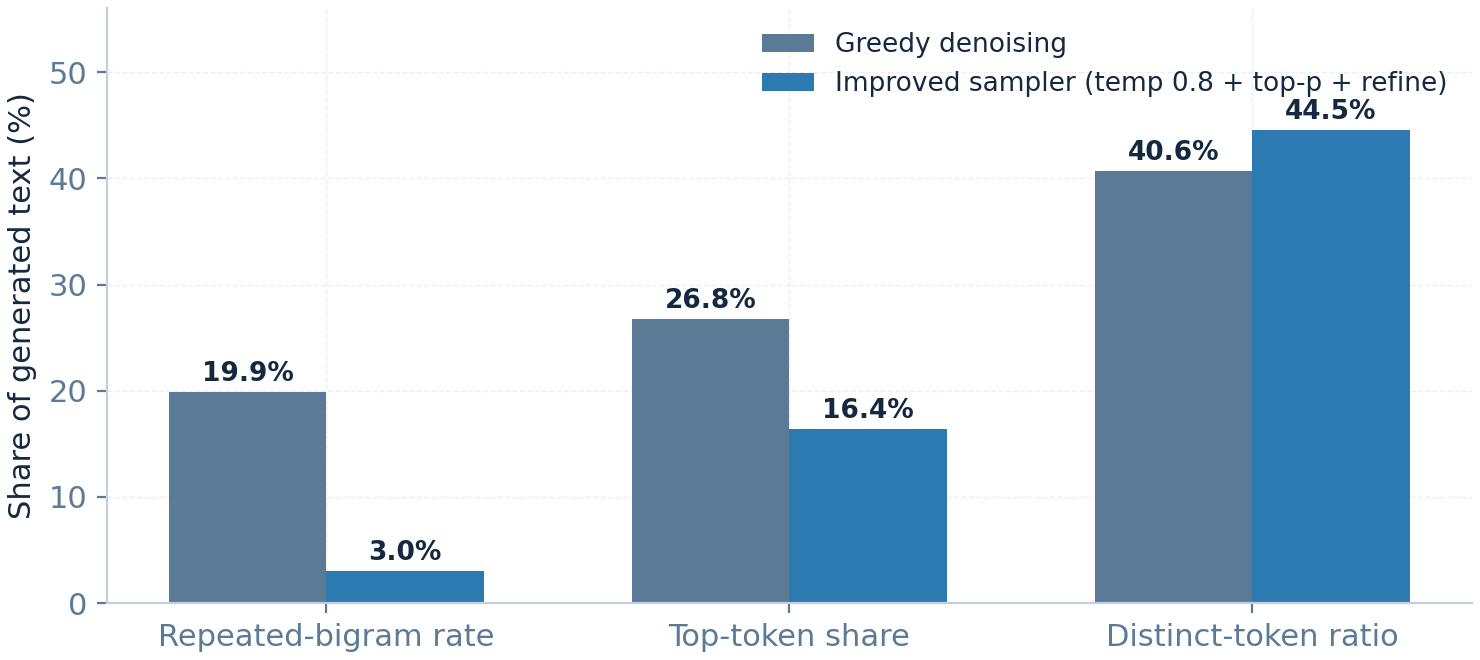 Greedy denoising
Improved sampler (temp 0.8 + top-p + refine)
Share of generated text (%)
50
40
30
20
10
0
19.9%
3.0%
26.8%
16.4%
40.6%
44.5%
Repeated-bigram rate
Top-token share
Distinct-token ratio